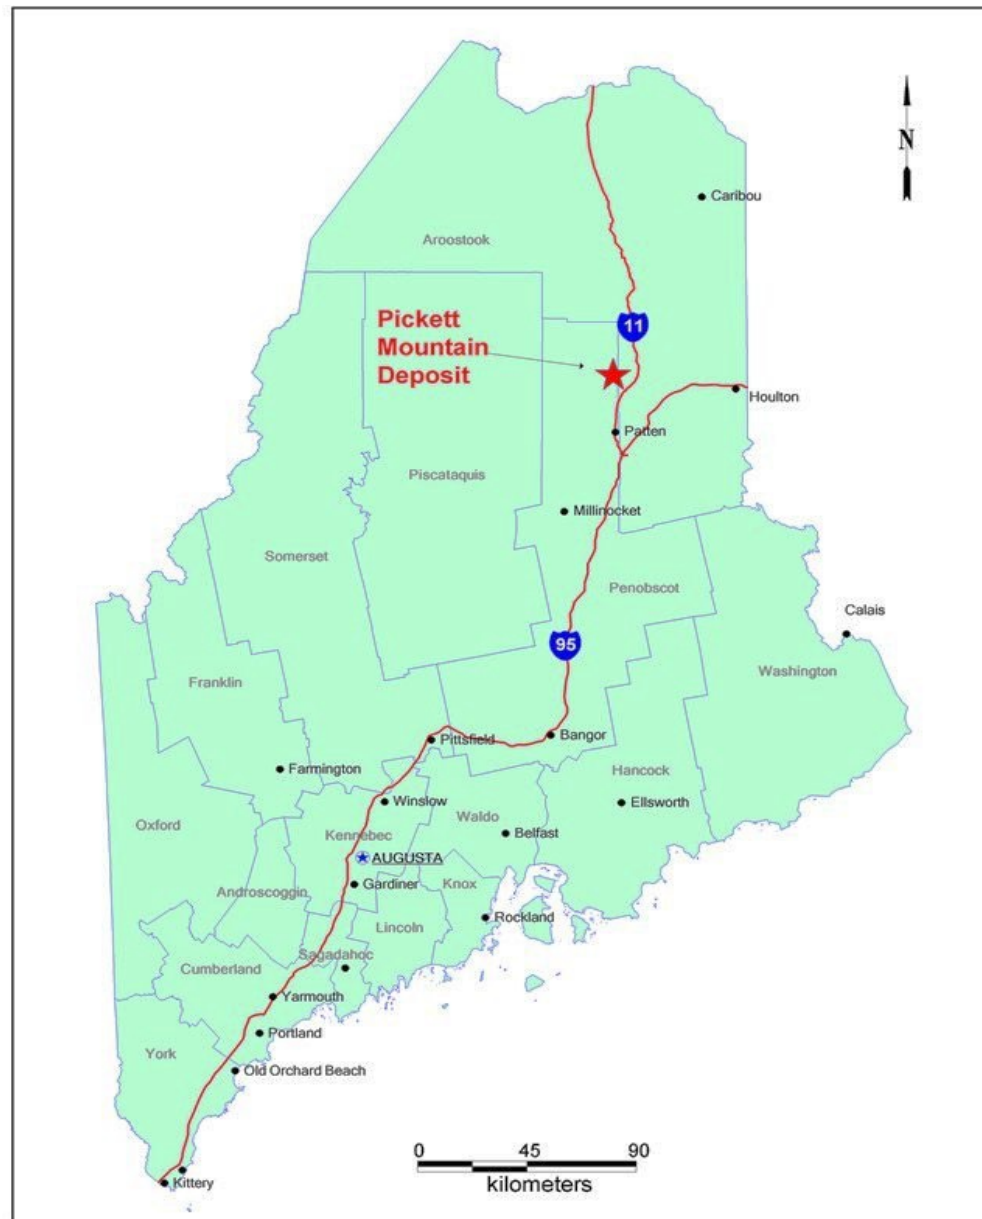 N
Caribou
Aroostook
Pickett
Mountain
Deposit
11
Houlton
Patten
Piscataquis
Millinocket
Somerset
Penobscot
Calais
95
Washington
Franklin
Pittsfield
Bangor
Farmington
Hancock
Winslow
Ellsworth
Oxford
Waldo
Kennebec
Belfast
AUGUSTA
Androscoggin
Gardiner
Knox
Rockland
Lincoln
Sagadahoc
Cumberland
Yarmouth
Portland
York
Old Orchard Beach
0 45 90
kilometers
Kittery